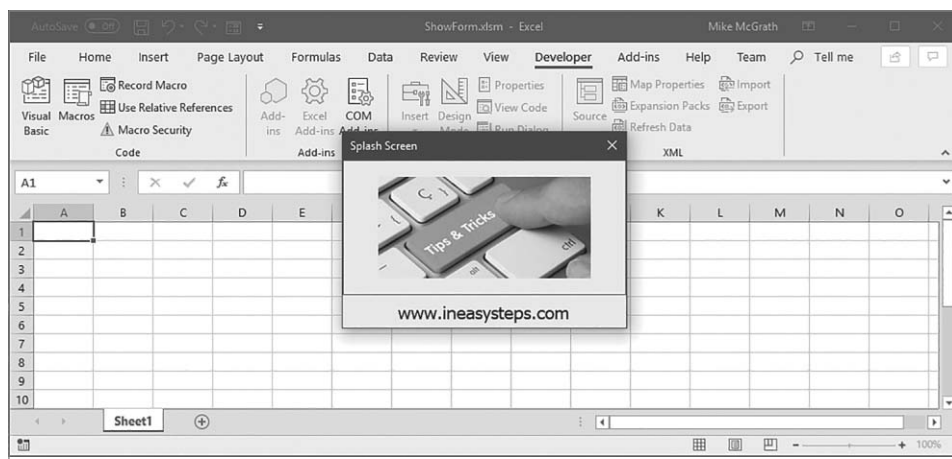 AutoSave Off ShowForm.xlsm - Excel Mike McGrath
File Home Insert Page Layout Formulas Data Review View Developer Add-ins Help Team Tell me
Visual Basic
Macros
Record Macro
Use Relative References
Macro Security
Code
Add-ins
Excel Add-ins
COM Add-ins
Add-ins
Insert
Design Mode
Properties
View Code
Run Dialog
Source
Map Properties
Expansion Packs
Refresh Data
Import
Export
XML
Splash Screen
Ç
Tips & Tricks
ctrl
alt
www.ineasysteps.com
A1 fx
A B C D E K L M N O
1
2
3
4
5
6
7
8
9
10
Sheet1
100%